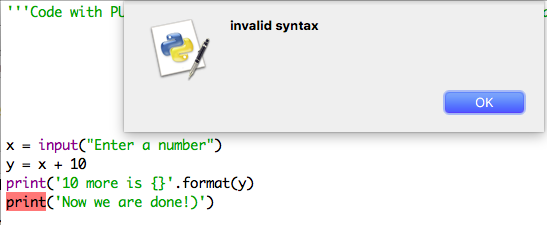 '''Code with PU
invalid syntax
OK
x = input("Enter a number")
y = x + 10
print('10 more is {}'.format(y)
print('Now we are done!)')